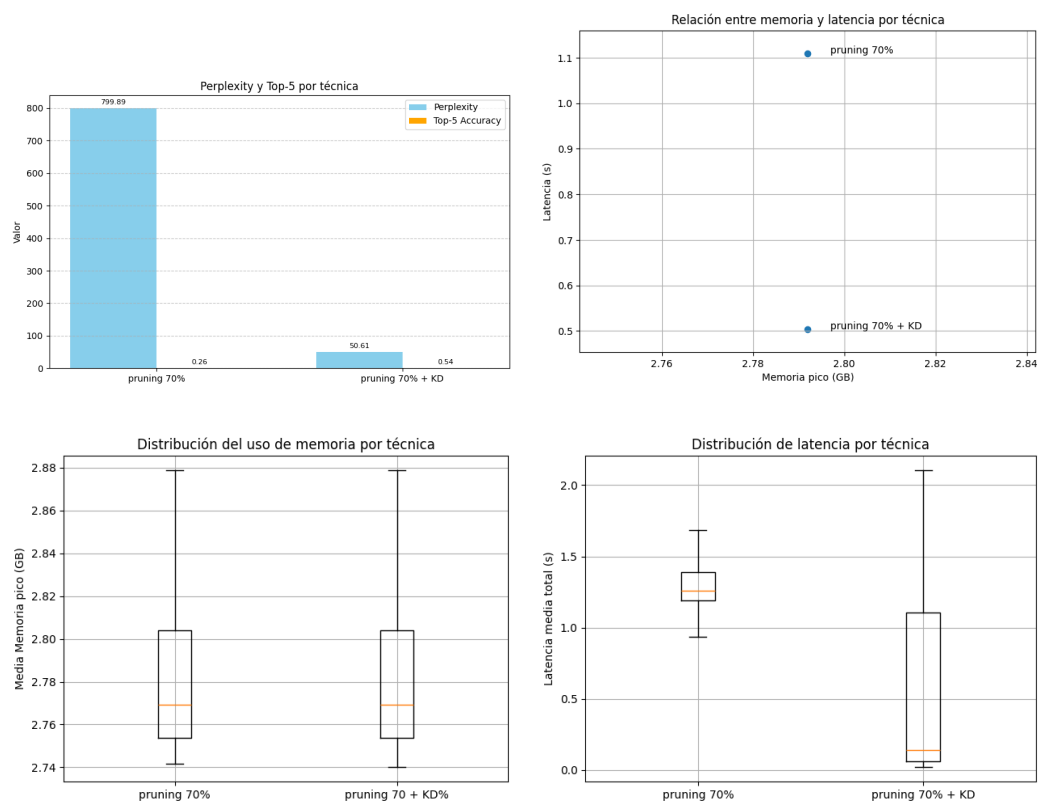 Perplexity y Top-5 por técnica
799.89
Perplexity
Top-5 Accuracy
800
700
600
500
400
300
200
100
0
Valor
0.26
50.61
0.54
pruning 70%
pruning 70% + KD
Relación entre memoria y latencia por técnica
pruning 70%
pruning 70% + KD
1.1
1.0
0.9
0.8
0.7
0.6
0.5
Latencia (s)
2.76
2.78
2.80
2.82
2.84
Memoria pico (GB)
Distribución del uso de memoria por técnica
2.88
2.86
2.84
2.82
2.80
2.78
2.76
2.74
Media Memoria pico (GB)
pruning 70%
pruning 70 + KD%
Distribución de latencia por técnica
2.0
1.5
1.0
0.5
0.0
Latencia media total (s)
pruning 70%
pruning 70% + KD